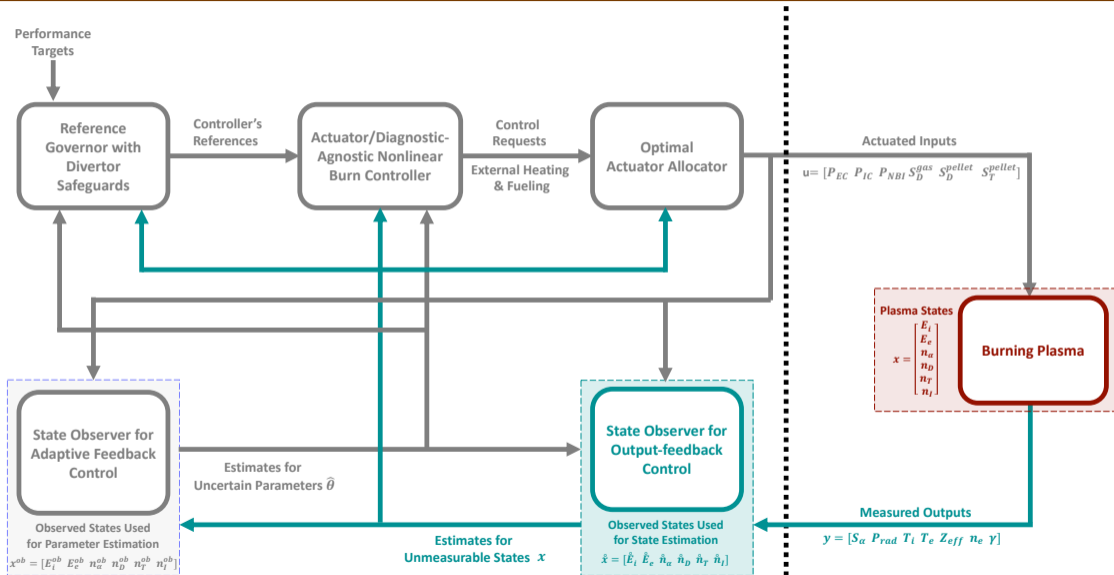 Performance
Targets
Reference
Governor with
Divertor
Safeguards
Controller's
References
Actuator/Diagnostic-
Agnostic Nonlinear
Burn Controller
Control
Requests
External Heating
& Fueling
Optimal
Actuator Allocator
Actuated Inputs
u= [P_EC P_IC P_NBI S_D^gas S_D^pellet S_T^pellet]
Plasma States
x = [E_i
E_e
n_α
n_D
n_T
n_I]
Burning Plasma
State Observer for
Adaptive Feedback
Control
Estimates for
Uncertain Parameters θ̂
Observed States Used
for Parameter Estimation
x^ob = [E_i^ob E_e^ob n_α^ob n_D^ob n_T^ob n_I^ob]
State Observer for
Output-feedback
Control
Observed States Used
for State Estimation
x̂ = [Ê_i Ê_e n̂_α n̂_D n̂_T n̂_I]
Estimates for
Unmeasurable States x
Measured Outputs
y = [S_α P_rad T_i T_e Z_eff n_e γ]